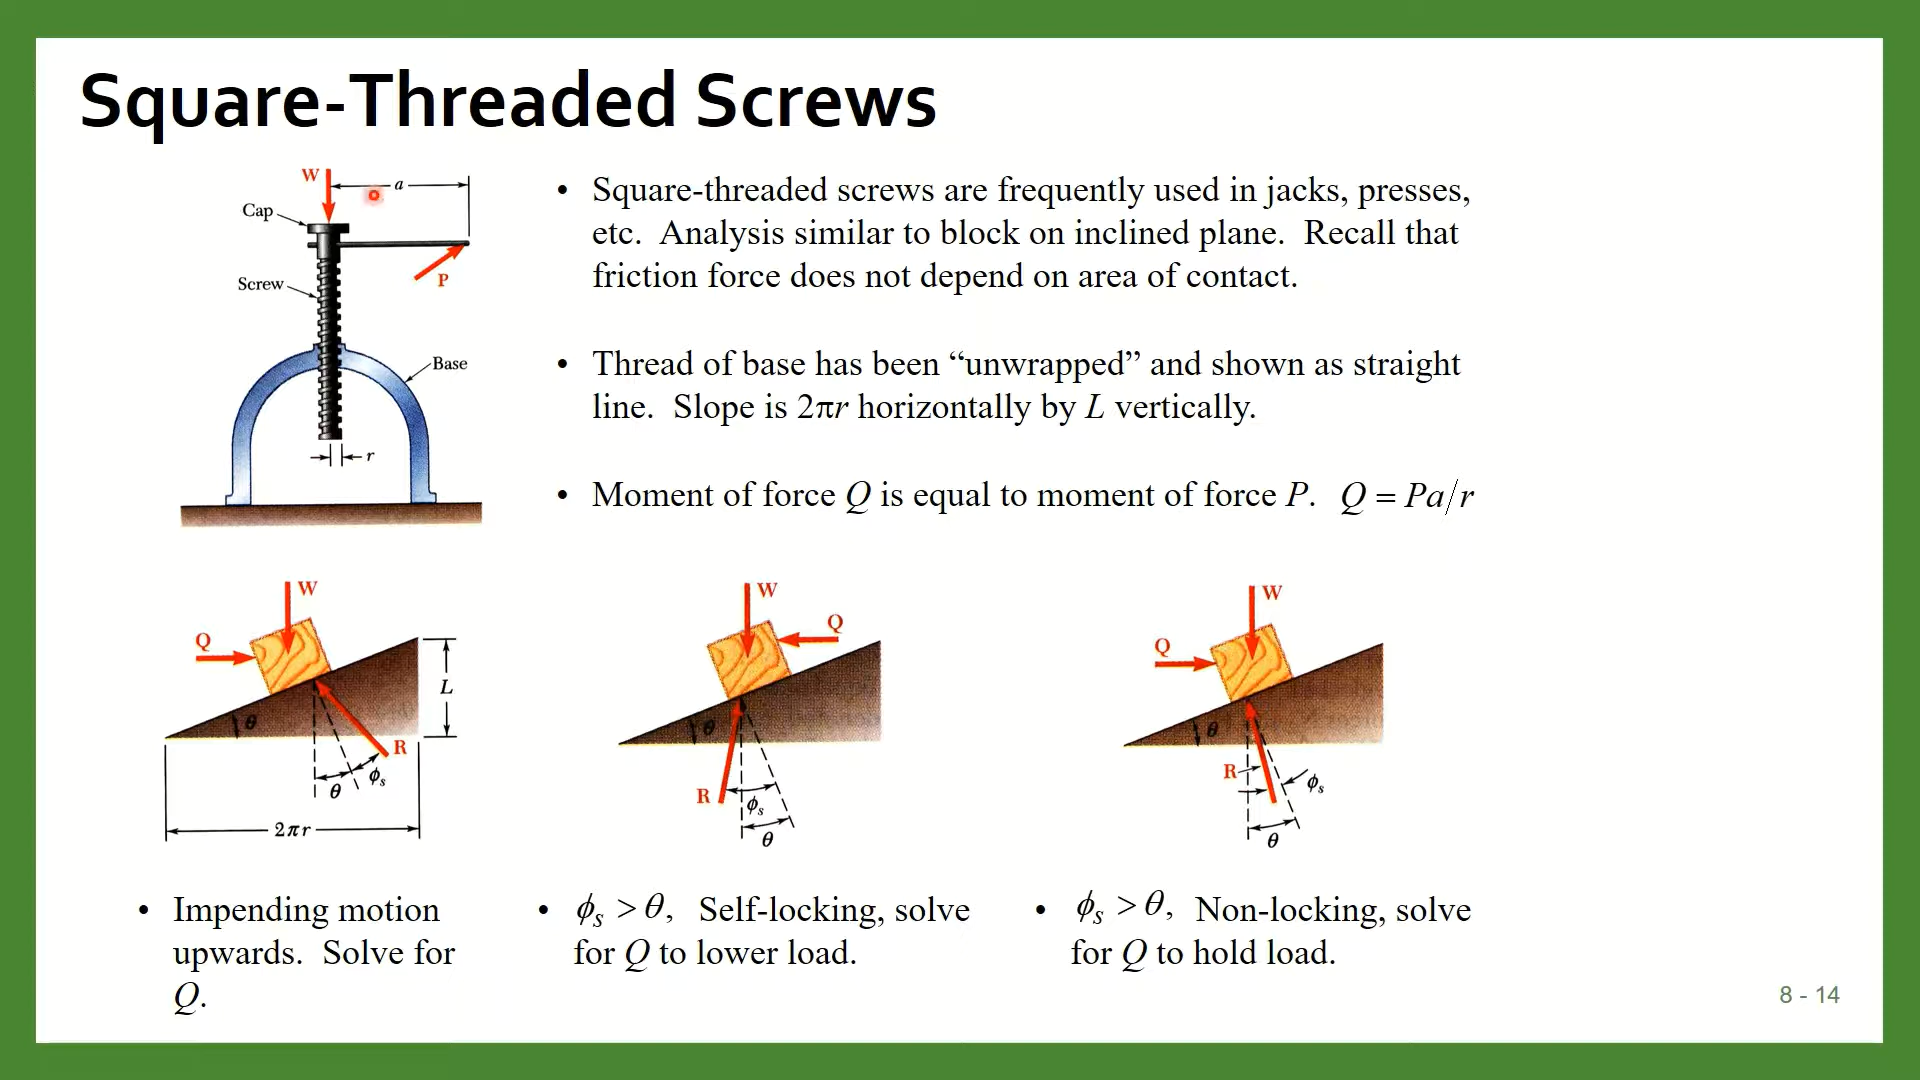 Square-Threaded Screws
W
a
Cap
P
Screw
Base
r
• Square-threaded screws are frequently used in jacks, presses,
etc. Analysis similar to block on inclined plane. Recall that
friction force does not depend on area of contact.
• Thread of base has been “unwrapped” and shown as straight
line. Slope is 2πr horizontally by L vertically.
• Moment of force Q is equal to moment of force P. Q = Pa/r
W
Q
L
θ
R
ϕs
θ
2πr
W
Q
θ
R
ϕs
θ
W
Q
θ
R
ϕs
θ
• Impending motion
upwards. Solve for
Q.
• ϕs > θ, Self-locking, solve
for Q to lower load.
• ϕs > θ, Non-locking, solve
for Q to hold load.
8 - 14